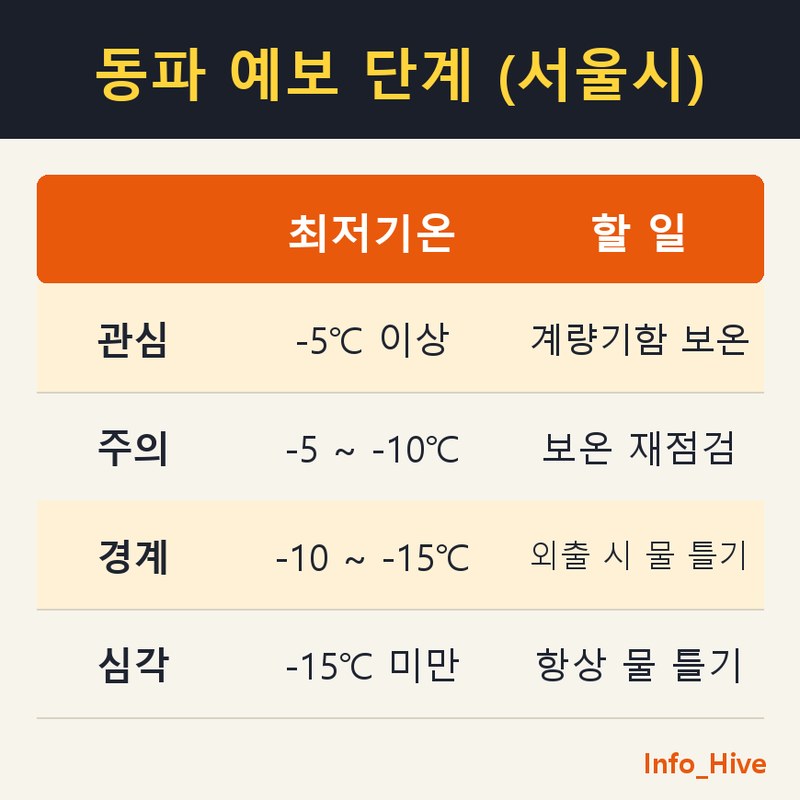 동파 예보 단계 (서울시)
최저기온 할 일
관심 -5℃ 이상 계량기함 보온
주의 -5 ~ -10℃ 보온 재점검
경계 -10 ~ -15℃ 외출 시 물 틀기
심각 -15℃ 미만 항상 물 틀기
Info_Hive